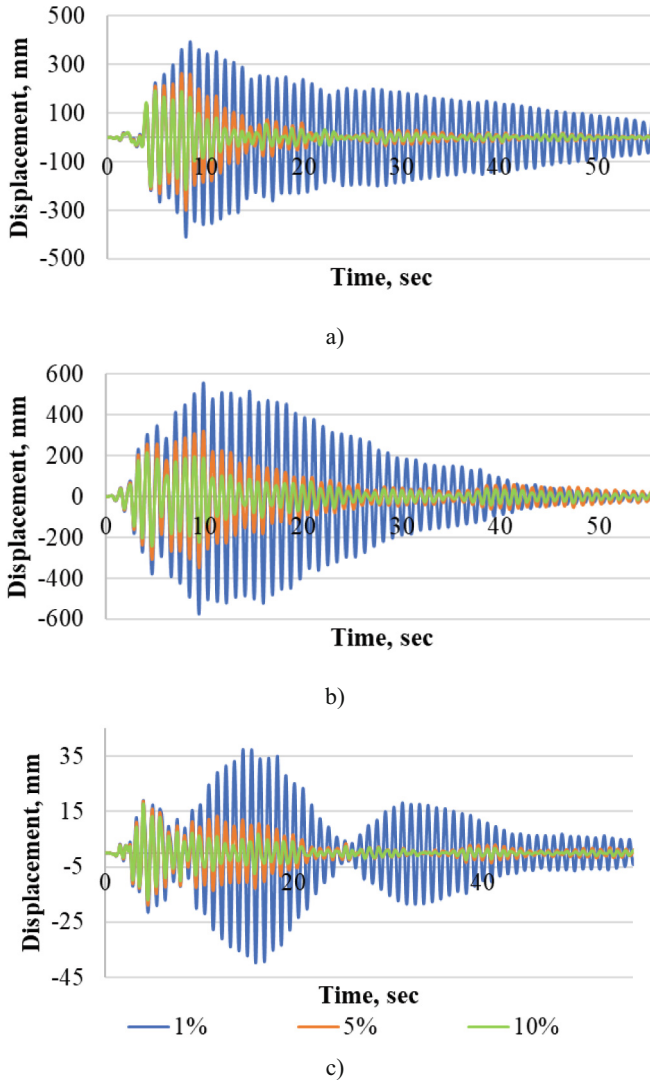 500
300
100
-100
-300
-500
0 10 20 30 40 50
Displacement, mm
Time, sec
a)
600
400
200
0
-200
-400
-600
0 10 20 30 40 50
Displacement, mm
Time, sec
b)
35
15
-5
-25
-45
0 20 40
Displacement, mm
Time, sec
1% 5% 10%
c)